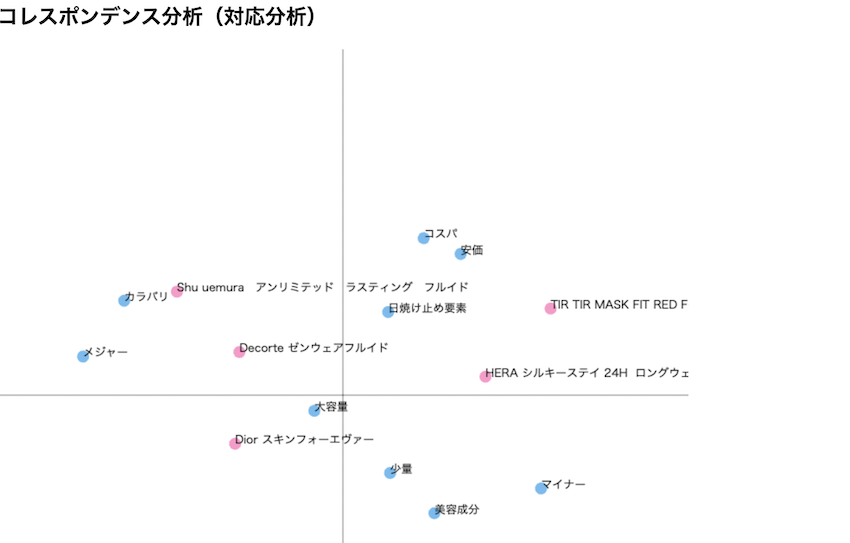 コレスポンデンス分析（対応分析）
コスパ
安価
Shu uemura　アンリミテッド　ラスティング　フルイド
カラバリ
日焼け止め要素
TIR TIR MASK FIT RED F
メジャー
Decorte ゼンウェアフルイド
HERA シルキーステイ 24H ロングウェ
大容量
Dior スキンフォーエヴァー
少量
マイナー
美容成分